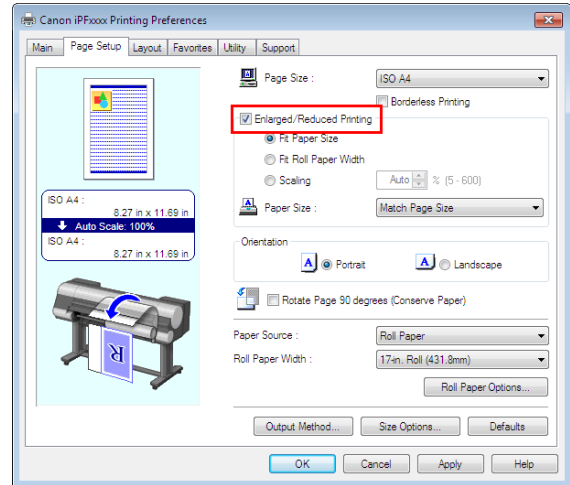 Canon iPFxxxx Printing Preferences
Main Page Setup Layout Favorites Utility Support
Page Size : ISO A4
Borderless Printing
Enlarged/Reduced Printing
Fit Paper Size
Fit Roll Paper Width
Scaling Auto % (5 - 600)
ISO A4 :
8.27 in x 11.69 in
Auto Scale: 100%
ISO A4 :
8.27 in x 11.69 in
Paper Size : Match Page Size
Orientation
A Portrait A Landscape
Rotate Page 90 degrees (Conserve Paper)
R
Paper Source : Roll Paper
Roll Paper Width : 17-in. Roll (431.8mm)
Roll Paper Options...
Output Method... Size Options... Defaults
OK Cancel Apply Help